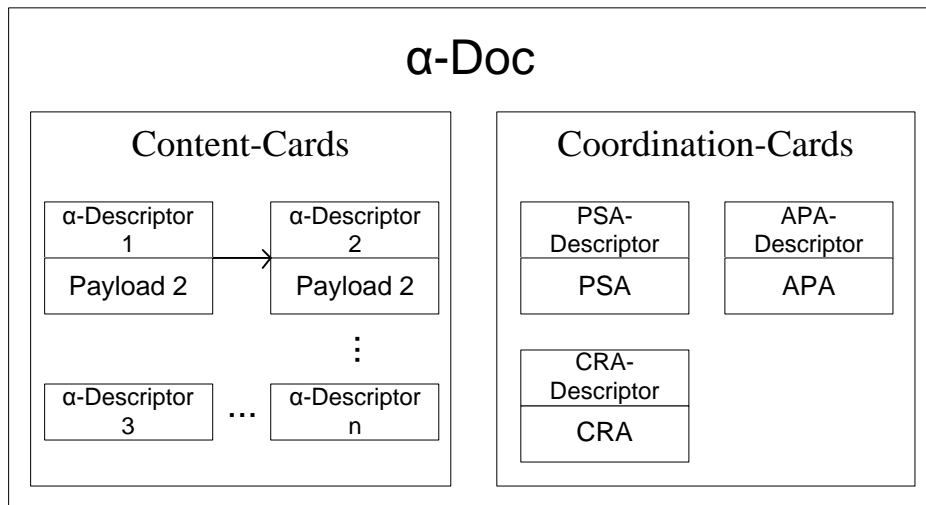 α-Doc
Content-Cards
α-Descriptor
1
Payload 2
α-Descriptor
2
Payload 2
⋮
α-Descriptor
3
...
α-Descriptor
n
Coordination-Cards
PSA-
Descriptor
PSA
APA-
Descriptor
APA
CRA-
Descriptor
CRA